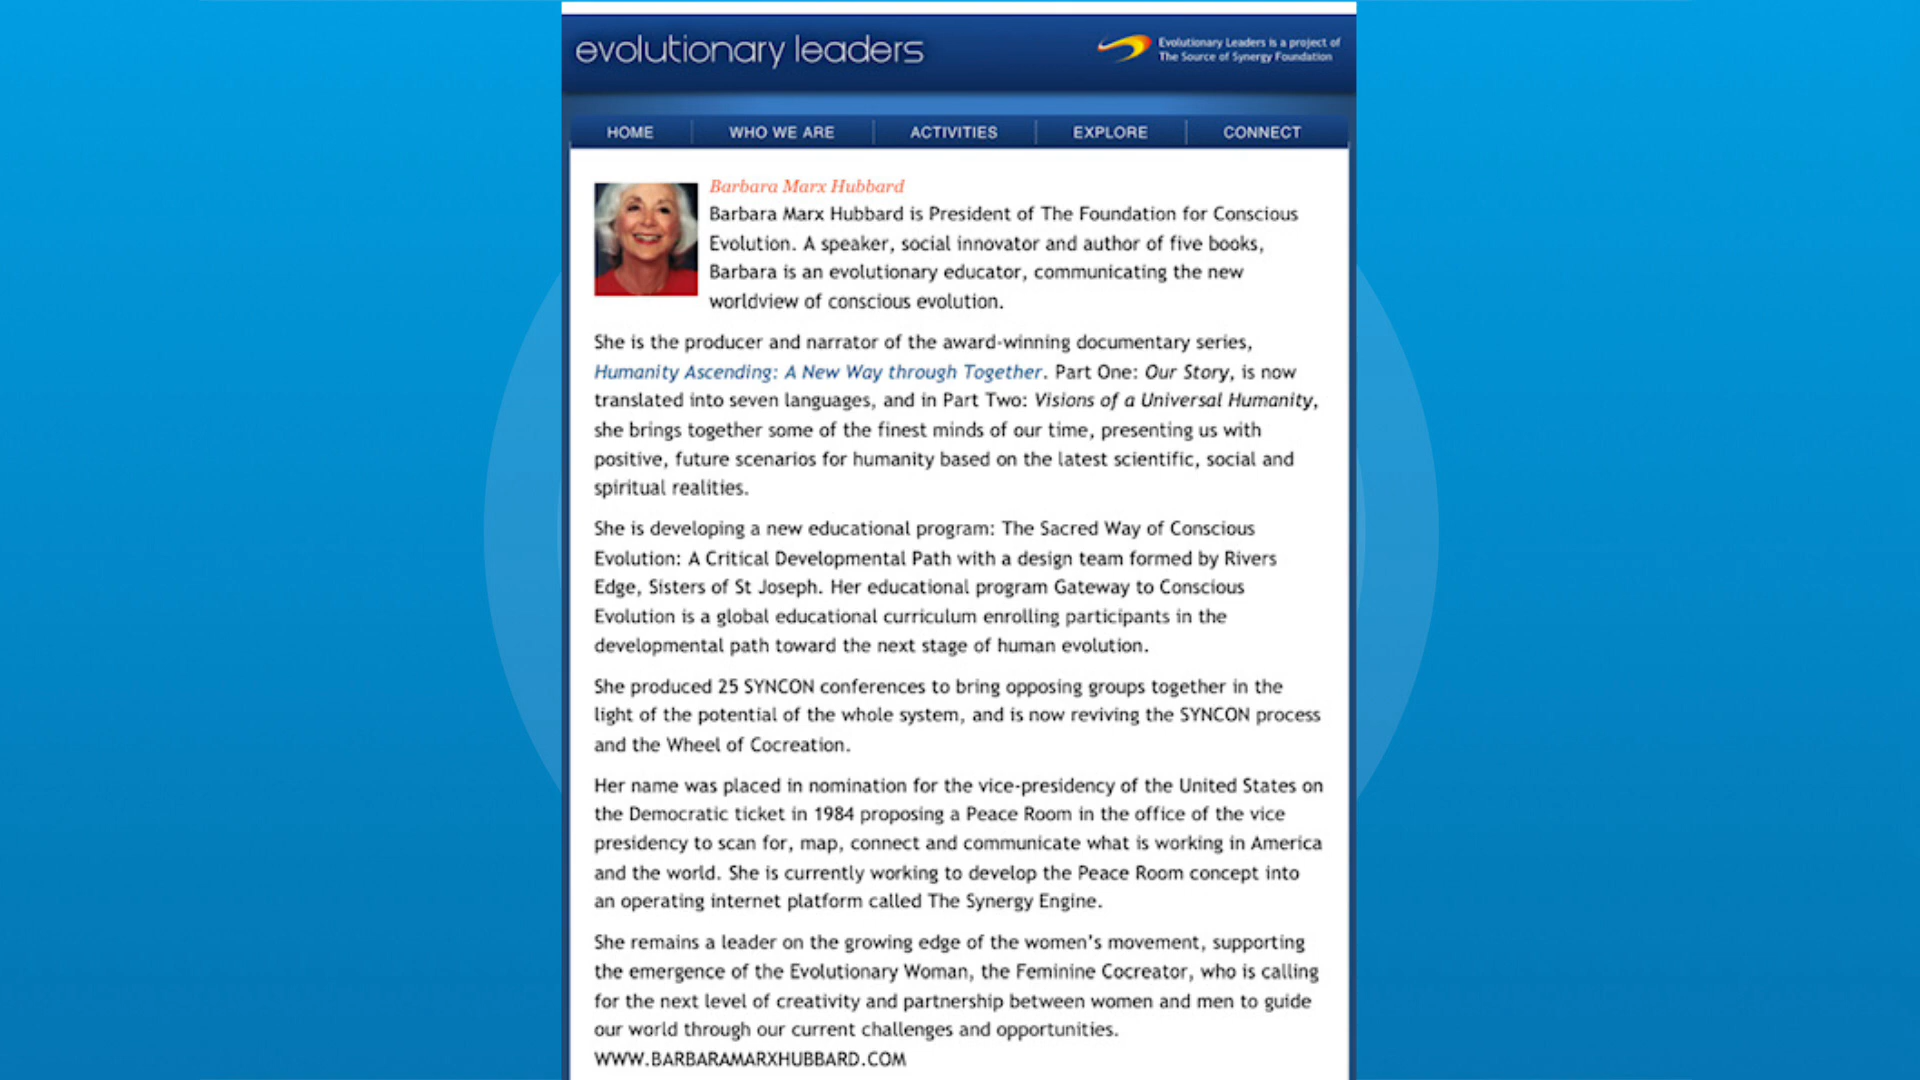 evolutionary leaders
Evolutionary Leaders is a project of
The Source of Synergy Foundation
HOME
WHO WE ARE
ACTIVITIES
EXPLORE
CONNECT
Barbara Marx Hubbard
Barbara Marx Hubbard is President of The Foundation for Conscious
Evolution. A speaker, social innovator and author of five books,
Barbara is an evolutionary educator, communicating the new
worldview of conscious evolution.
She is the producer and narrator of the award-winning documentary series,
Humanity Ascending: A New Way through Together. Part One: Our Story, is now
translated into seven languages, and in Part Two: Visions of a Universal Humanity,
she brings together some of the finest minds of our time, presenting us with
positive, future scenarios for humanity based on the latest scientific, social and
spiritual realities.
She is developing a new educational program: The Sacred Way of Conscious
Evolution: A Critical Developmental Path with a design team formed by Rivers
Edge, Sisters of St Joseph. Her educational program Gateway to Conscious
Evolution is a global educational curriculum enrolling participants in the
developmental path toward the next stage of human evolution.
She produced 25 SYNCON conferences to bring opposing groups together in the
light of the potential of the whole system, and is now reviving the SYNCON process
and the Wheel of Cocreation.
Her name was placed in nomination for the vice-presidency of the United States on
the Democratic ticket in 1984 proposing a Peace Room in the office of the vice
presidency to scan for, map, connect and communicate what is working in America
and the world. She is currently working to develop the Peace Room concept into
an operating internet platform called The Synergy Engine.
She remains a leader on the growing edge of the women's movement, supporting
the emergence of the Evolutionary Woman, the Feminine Cocreator, who is calling
for the next level of creativity and partnership between women and men to guide
our world through our current challenges and opportunities.
WWW.BARBARAMARXHUBBARD.COM